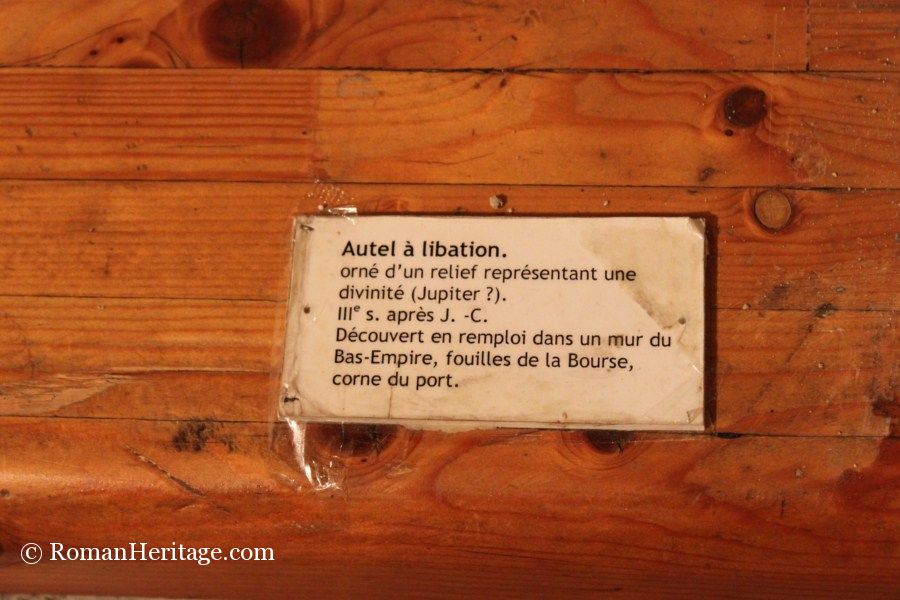 Autel à libation.
orné d'un relief représentant une
divinité (Jupiter ?).
IIIe s. après J. -C.
Découvert en remploi dans un mur du
Bas-Empire, fouilles de la Bourse,
corne du port.
© RomanHeritage.com